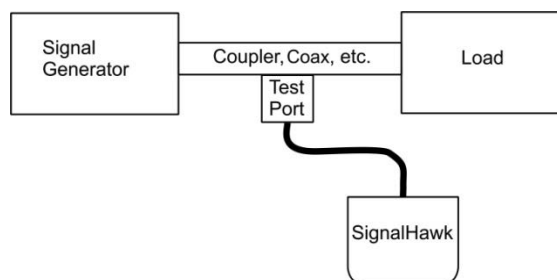 Signal
Generator
Coupler, Coax, etc.
Load
Test
Port
SignalHawk